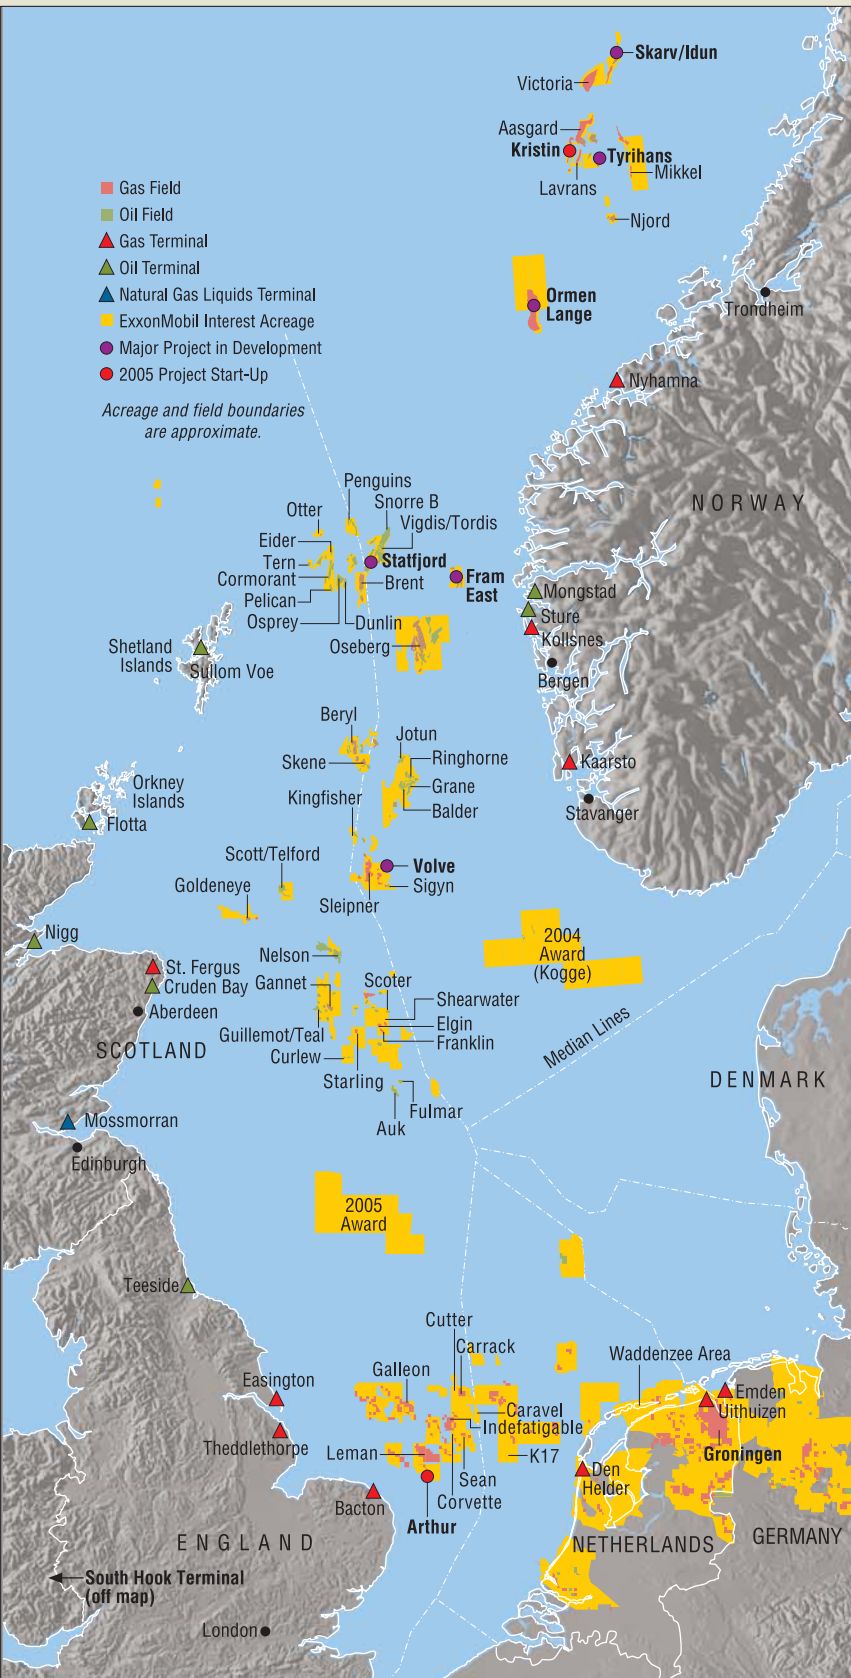 Skarv/Idun
Victoria
Aasgard
Kristin
Tyrihans
Mikkel
Lavrans
Njord
Gas Field
Oil Field
Gas Terminal
Oil Terminal
Natural Gas Liquids Terminal
ExxonMobil Interest Acreage
Major Project in Development
2005 Project Start-Up
Acreage and field boundaries
are approximate.
Ormen
Lange
Trondheim
Nyhamna
NORWAY
Penguins
Snorre B
Otter
Vigdis/Tordis
Eider
Statfjord
Tern
Cormorant
Brent
Fram
East
Pelican
Osprey
Dunlin
Mongstad
Sture
Kollsnes
Shetland
Islands
Oseberg
Sullom Voe
Bergen
Beryl
Jotun
Skene
Ringhorne
Kaarsto
Orkney
Islands
Kingfisher
Grane
Balder
Stavanger
Flotta
Scott/Telford
Volve
Goldeneye
Sigyn
Sleipner
Nigg
2004
Award
(Kogge)
Nelson
St. Fergus
Cruden Bay
Gannet
Scoter
Shearwater
Aberdeen
Elgin
Guillemot/Teal
Franklin
Median Lines
SCOTLAND
Curlew
Starling
DENMARK
Fulmar
Auk
Mossmorran
Edinburgh
2005
Award
Teeside
Cutter
Carrack
Waddenzee Area
Galleon
Easington
Emden
Uithuizen
Caravel
Indefatigable
Theddlethorpe
Leman
K17
Groningen
Den
Helder
Sean
Corvette
Bacton
Arthur
ENGLAND
NETHERLANDS
GERMANY
South Hook Terminal
(off map)
London